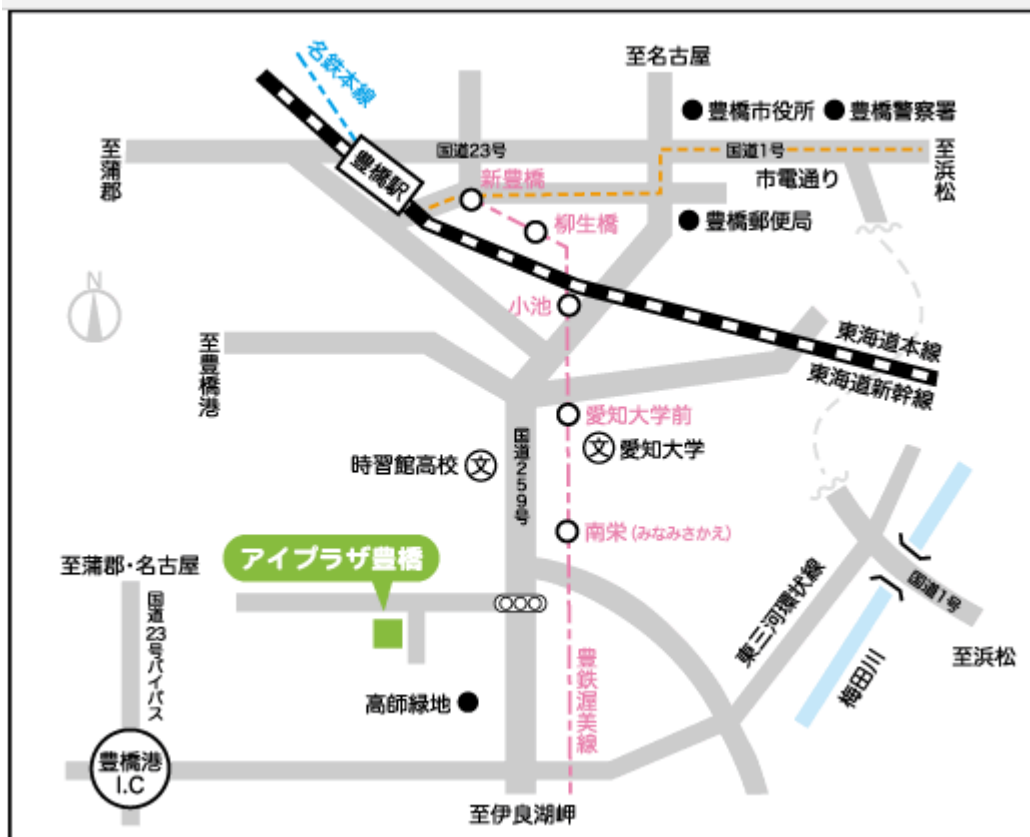 至名古屋
名鉄本線
豊橋市役所
豊橋警察署
至蒲郡
国道23号
国道1号
至浜松
豊橋駅
新豊橋
市電通り
柳生橋
豊橋郵便局
N
小池
至豊橋港
東海道本線
東海道新幹線
愛知大学前
国道259号
時習館高校
文
文
愛知大学
南栄(みなみさかえ)
アイプラザ豊橋
至蒲郡・名古屋
国道23号バイパス
国道1号
東三河環状線
至浜松
梅田川
豊鉄渥美線
高師緑地
豊橋港
I.C
至伊良湖岬